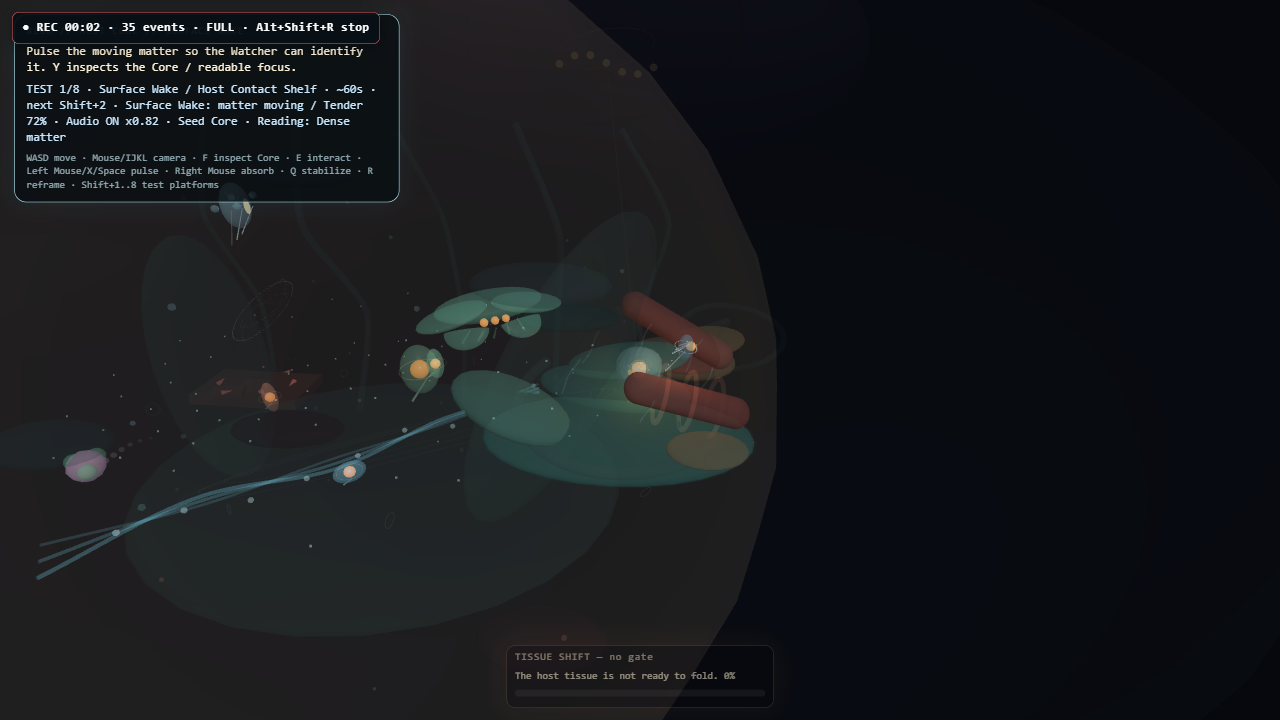 ● REC 00:02 · 35 events · FULL · Alt+Shift+R stop
Pulse the moving matter so the Watcher can identify
it. Y inspects the Core / readable focus.
TEST 1/8 · Surface Wake / Host Contact Shelf · ~60s ·
next Shift+2 · Surface Wake: matter moving / Tender
72% · Audio ON x0.82 · Seed Core · Reading: Dense
matter
WASD move · Mouse/IJKL camera · F inspect Core · E interact ·
Left Mouse/X/Space pulse · Right Mouse absorb · Q stabilize · R
reframe · Shift+1..8 test platforms
TISSUE SHIFT — no gate
The host tissue is not ready to fold. 0%